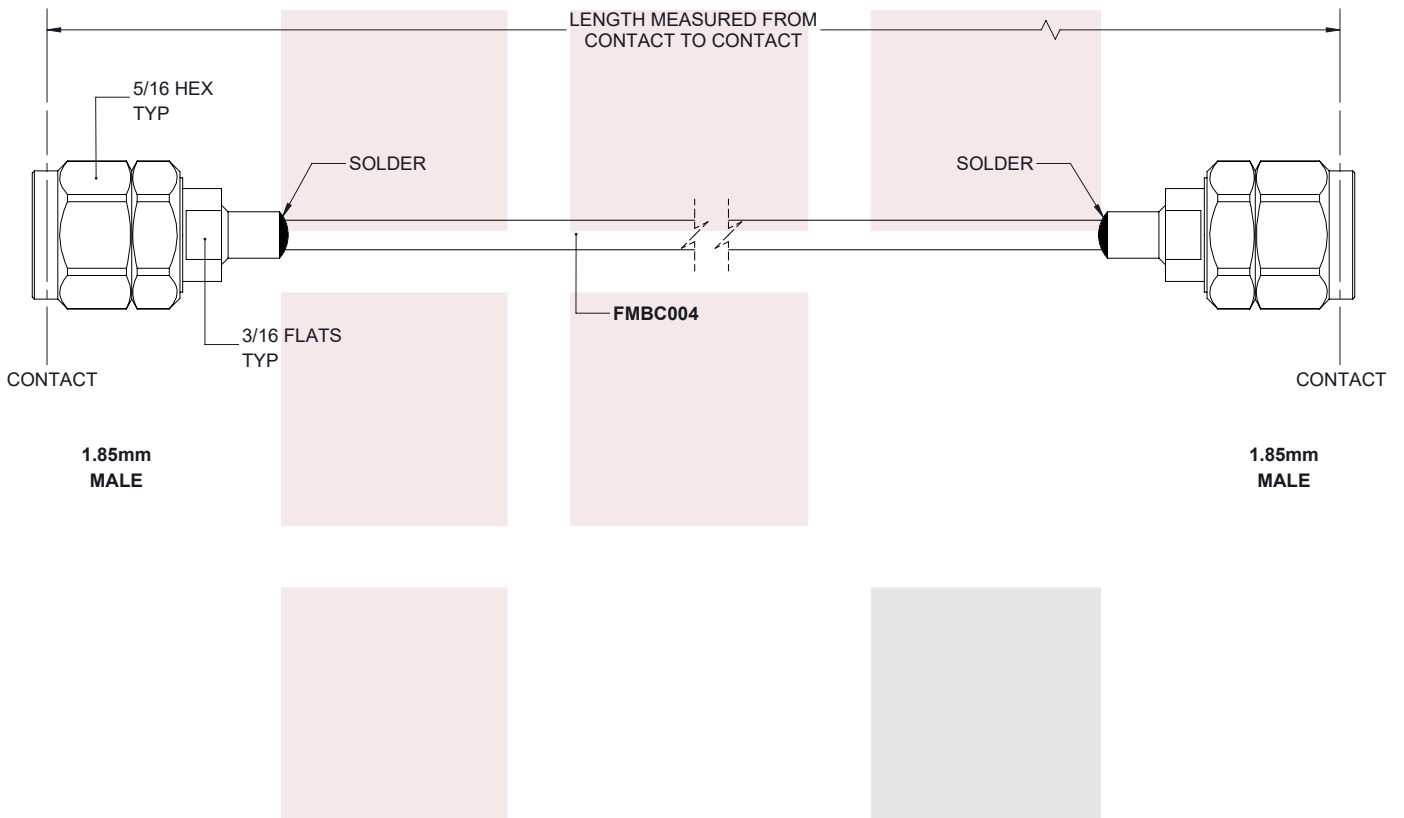 LENGTH MEASURED FROM
CONTACT TO CONTACT
5/16 HEX
TYP
SOLDER
SOLDER
FMBC004
3/16 FLATS
TYP
CONTACT
CONTACT
1.85mm
MALE
1.85mm
MALE